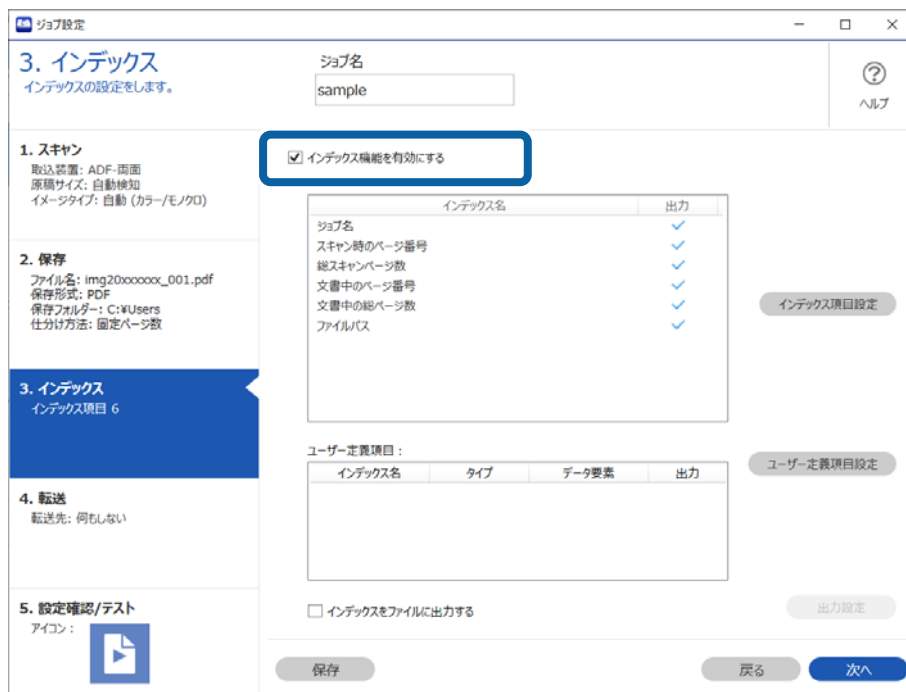 ジョブ設定
3. インデックス
インデックスの設定をします。
ジョブ名
sample
ヘルプ
1. スキャン
取込装置: ADF-両面
原稿サイズ: 自動検知
イメージタイプ: 自動 (カラー/モノクロ)
2. 保存
ファイル名: img20xxxxxx_001.pdf
保存形式: PDF
保存フォルダー: C:¥Users
仕分け方法: 固定ページ数
3. インデックス
インデックス項目 6
4. 転送
転送先: 何もしない
5. 設定確認/テスト
アイコン :
インデックス機能を有効にする
インデックス名 出力
ジョブ名
スキャン時のページ番号
総スキャンページ数
文書中のページ番号
文書中の総ページ数
ファイルパス
インデックス項目設定
ユーザー定義項目 :
インデックス名 タイプ データ要素 出力
ユーザー定義項目設定
インデックスをファイルに出力する
出力設定
保存 戻る 次へ